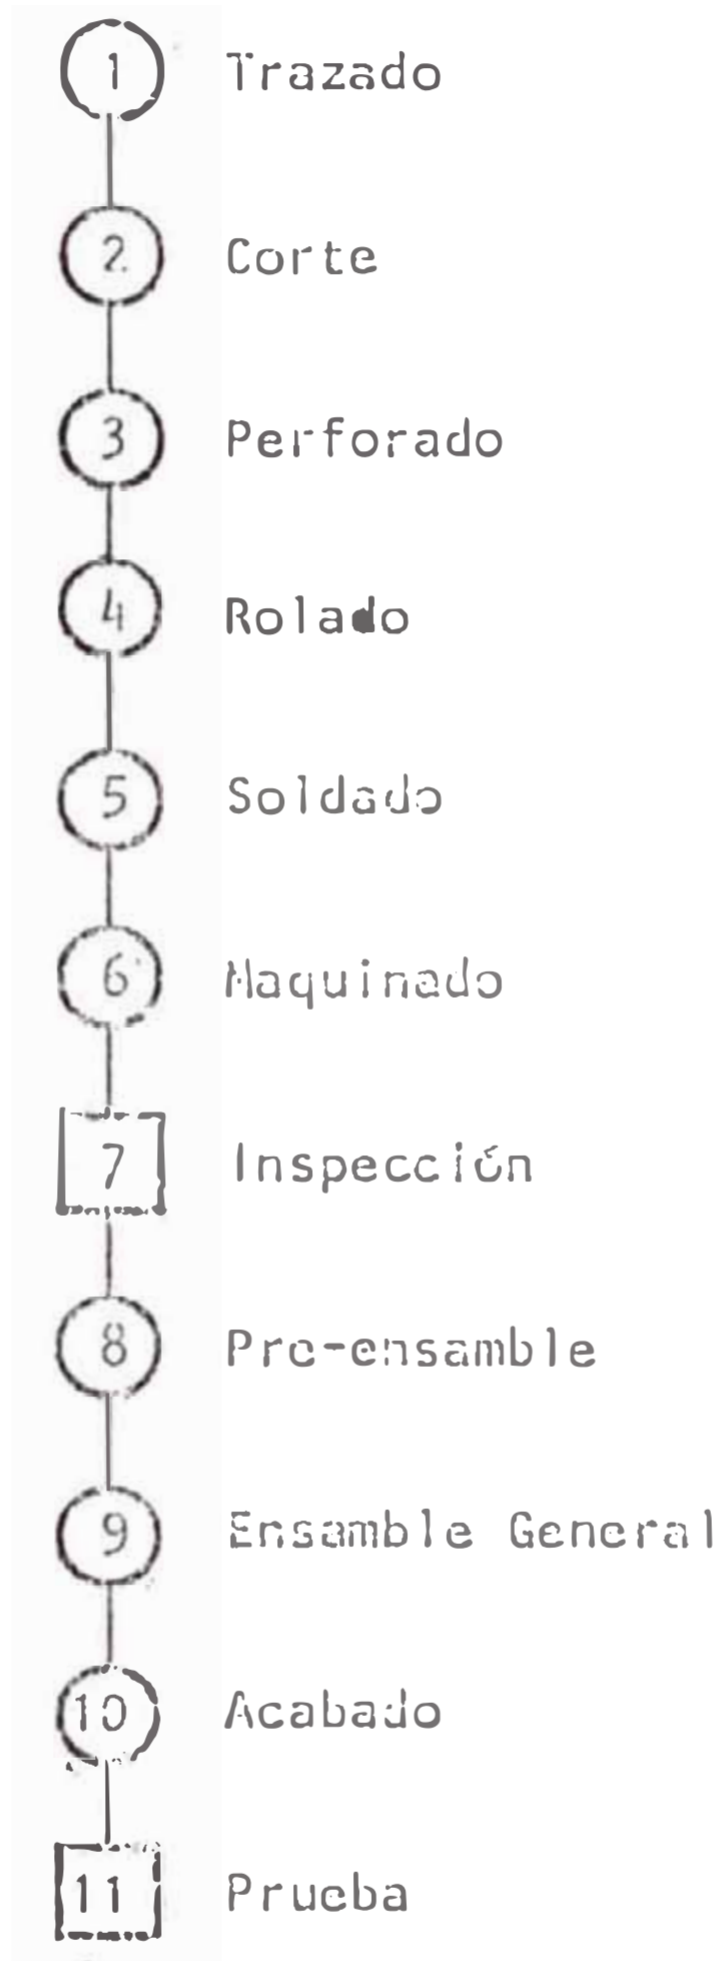 1 Trazado
2 Corte
3 Perforado
4 Rolado
5 Soldado
6 Maquinado
7 Inspección
8 Pre-ensamble
9 Ensamble General
10 Acabado
11 Prueba